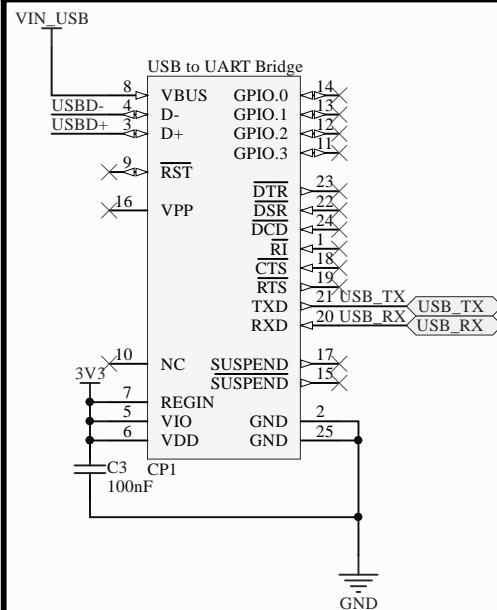 VIN_USB
USB to UART Bridge
8 VBUS GPIO.0 14
USBD- 4 D- GPIO.1 13
USBD+ 3 D+ GPIO.2 12
GPIO.3 11
9 RST
DTR 23
16 VPP DSR 22
DCD 24
RI 1
CTS 18
RTS 19
TXD 21 USB_TX USB_TX
RXD 20 USB_RX USB_RX
10 NC SUSPEND 17
3V3 SUSPEND 15
7 REGIN
5 VIO GND 2
6 VDD GND 25
C3 CP1
100nF
GND